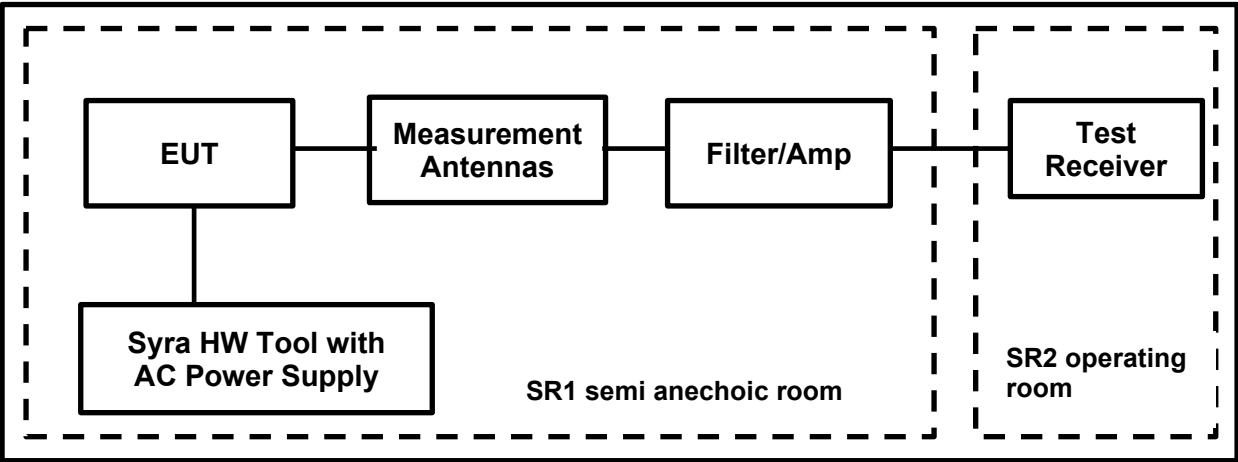 EUT
Measurement
Antennas
Filter/Amp
Test
Receiver
Syra HW Tool with
AC Power Supply
SR1 semi anechoic room
SR2 operating
room